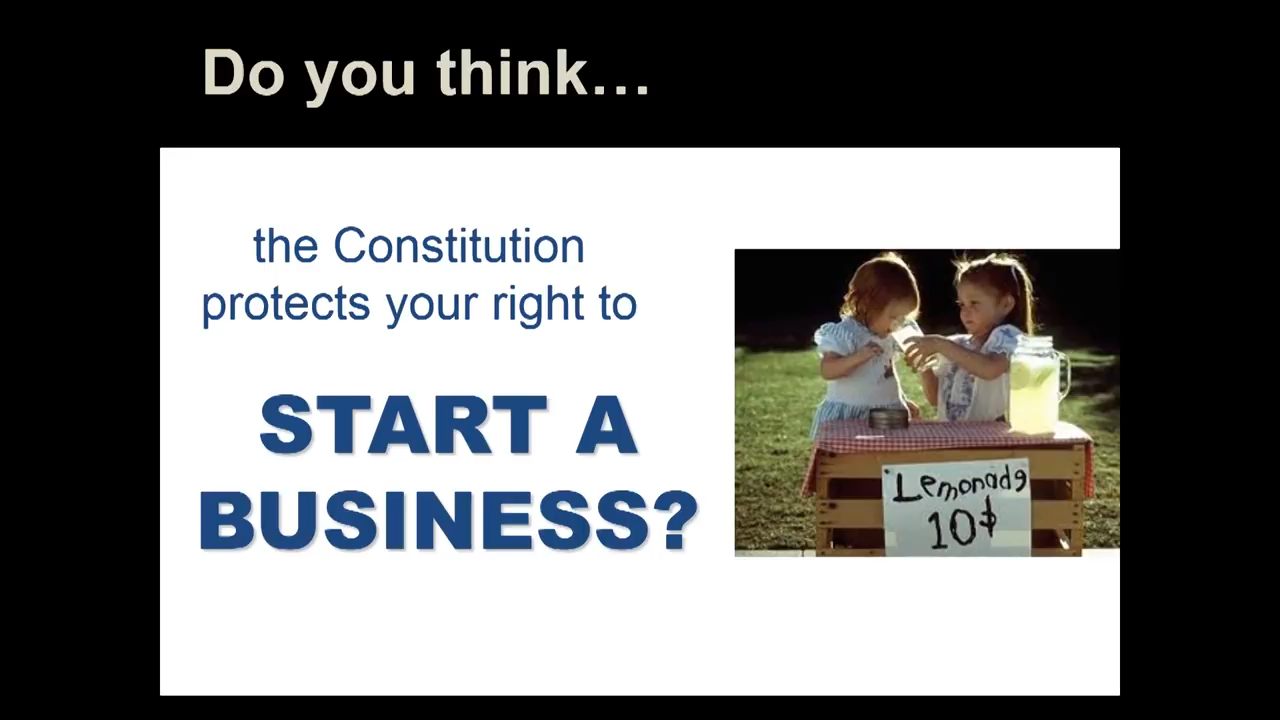 Do you think…
the Constitution
protects your right to
START A
BUSINESS?
Lemonade
10¢